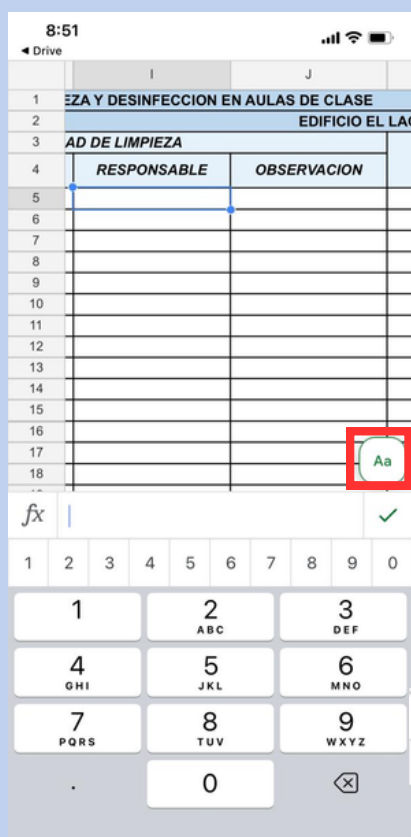 8:51
◀ Drive
I J
1 EZA Y DESINFECCION EN AULAS DE CLASE
2 EDIFICIO EL LAG
3 AD DE LIMPIEZA
4 RESPONSABLE OBSERVACION
5
6
7
8
9
10
11
12
13
14
15
16
17
18
Aa
fx
1 2 3 4 5 6 7 8 9 0
1 2 3
ABC DEF
4 5 6
GHI JKL MNO
7 8 9
PQRS TUV WXYZ
. 0